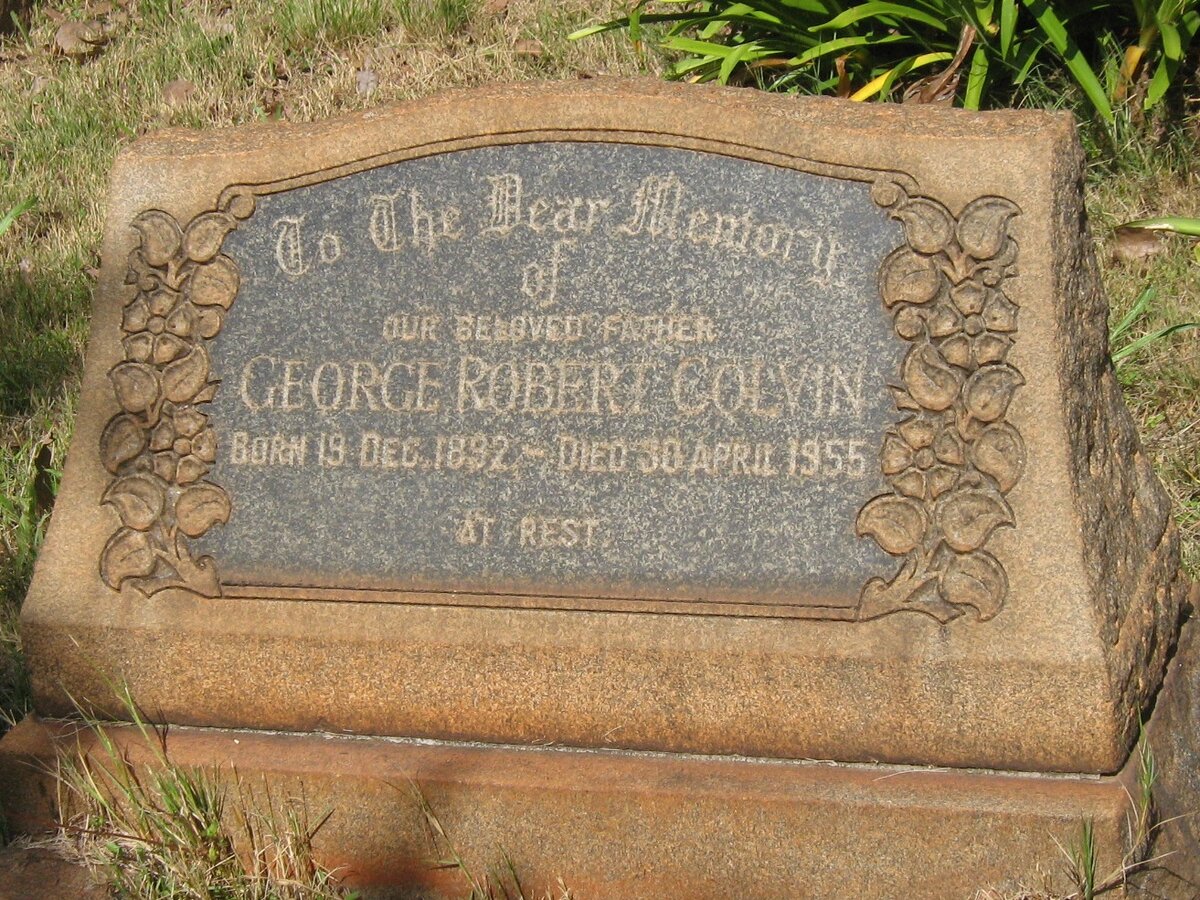 To The Dear Memory
of
OUR BELOVED FATHER
GEORGE ROBERT COLVIN
BORN 19 DEC. 1892 ~ DIED 30 APRIL 1955
AT REST